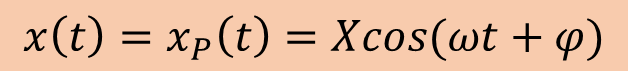 x(t) = x_P(t) = Xcos(ωt + φ)